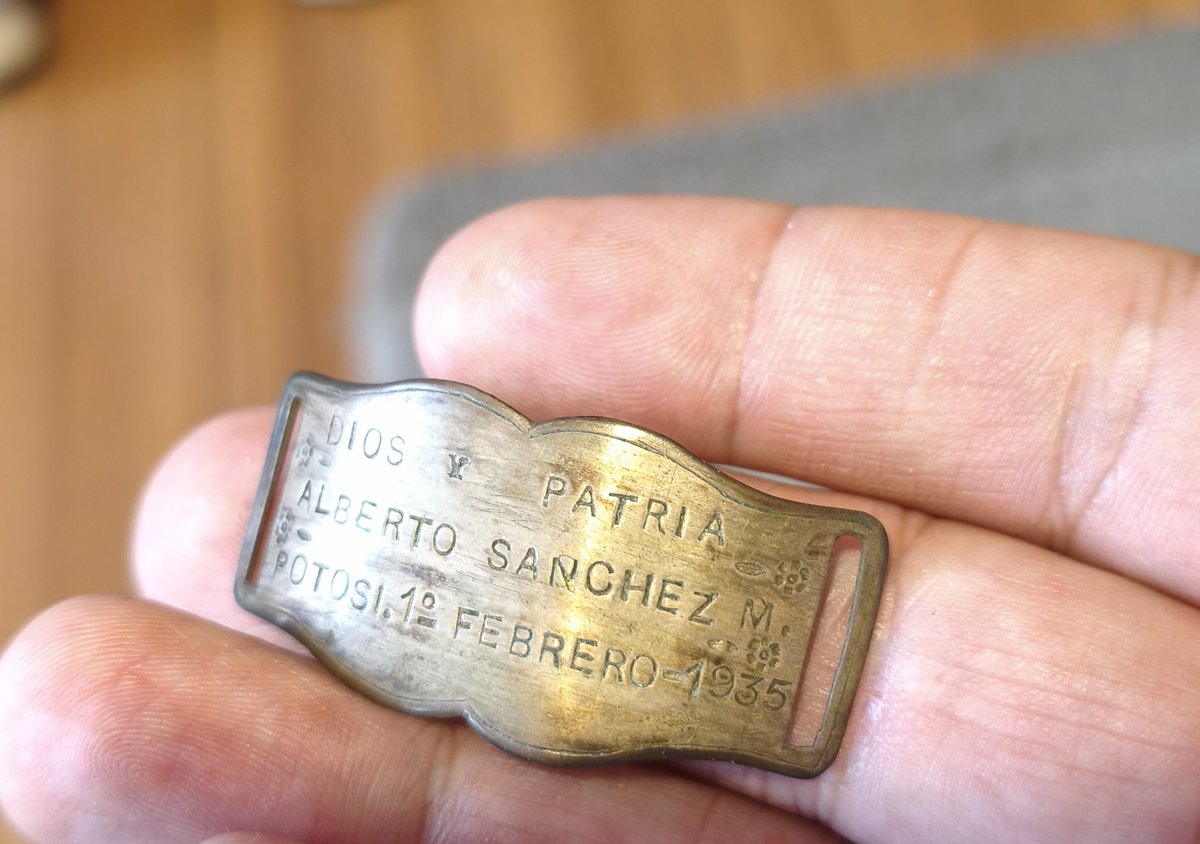 DIOS Y PATRIA
ALBERTO SANCHEZ M.
POTOSI. 1º FEBRERO-1935